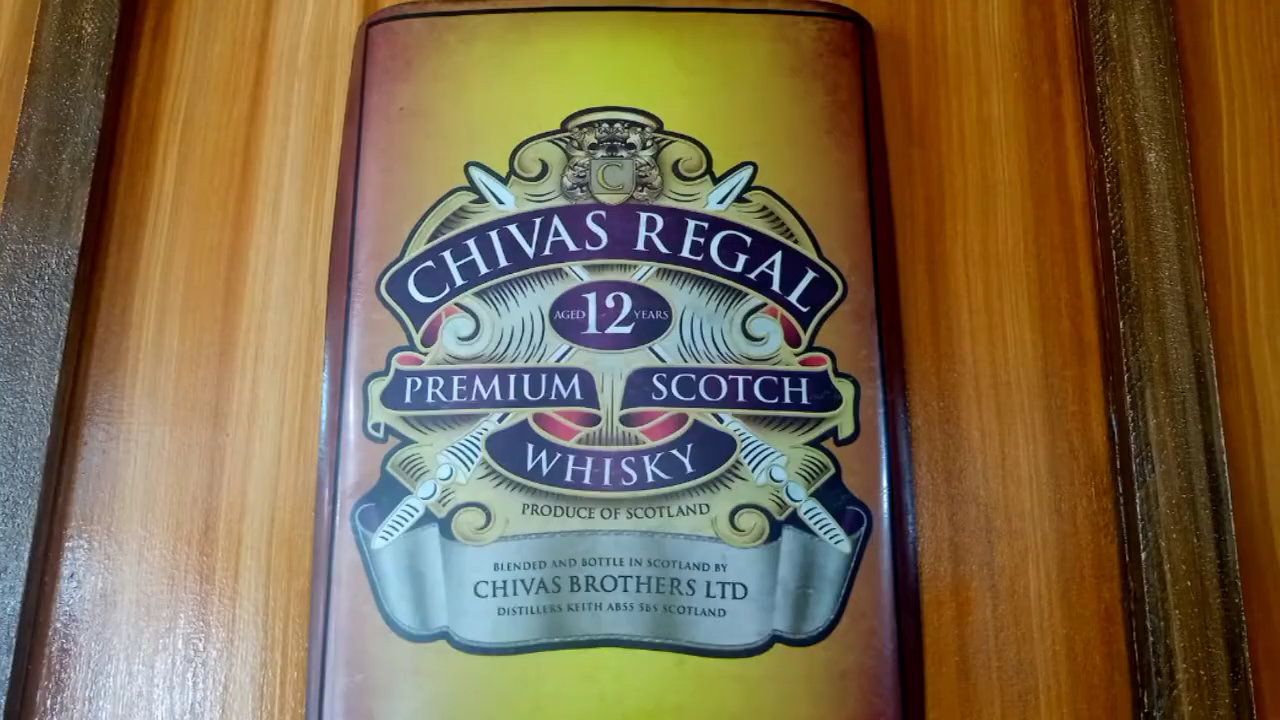 C
CHIVAS REGAL
AGED 12 YEARS
PREMIUM SCOTCH
WHISKY
PRODUCE OF SCOTLAND
BLENDED AND BOTTLE IN SCOTLAND BY
CHIVAS BROTHERS LTD
DISTILLERS KEITH AB55 5BS SCOTLAND